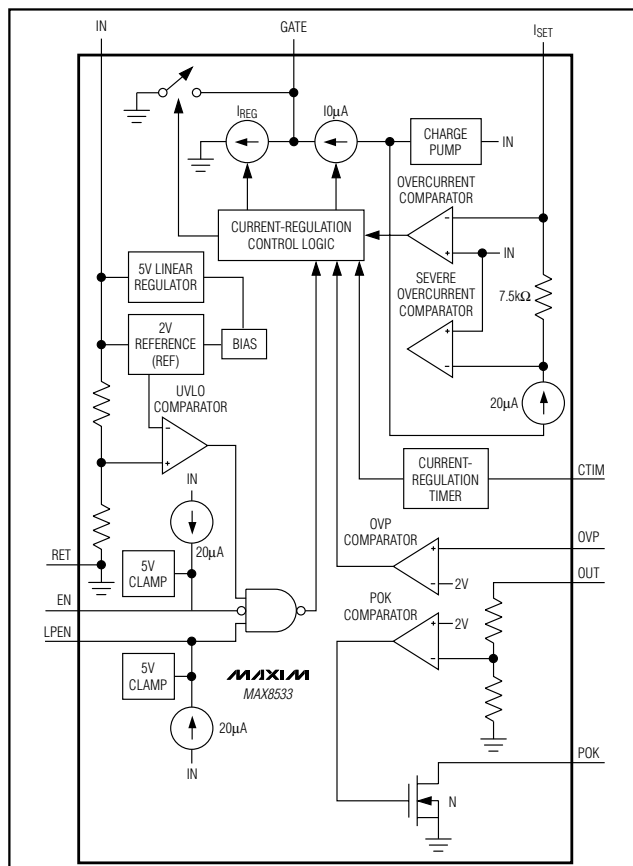 IN
GATE
ISET
IREG
10µA
CHARGE
PUMP
IN
OVERCURRENT
COMPARATOR
CURRENT-REGULATION
CONTROL LOGIC
-
+
IN
5V LINEAR
REGULATOR
SEVERE
OVERCURRENT
COMPARATOR
7.5kΩ
2V
REFERENCE
(REF)
BIAS
+
-
UVLO
COMPARATOR
20µA
-
+
CURRENT-
REGULATION
TIMER
CTIM
IN
20µA
OVP
COMPARATOR
+
-
2V
OVP
RET
5V
CLAMP
OUT
EN
POK
COMPARATOR
+
-
2V
LPEN
5V
CLAMP
MAXIM
MAX8533
20µA
IN
POK
N